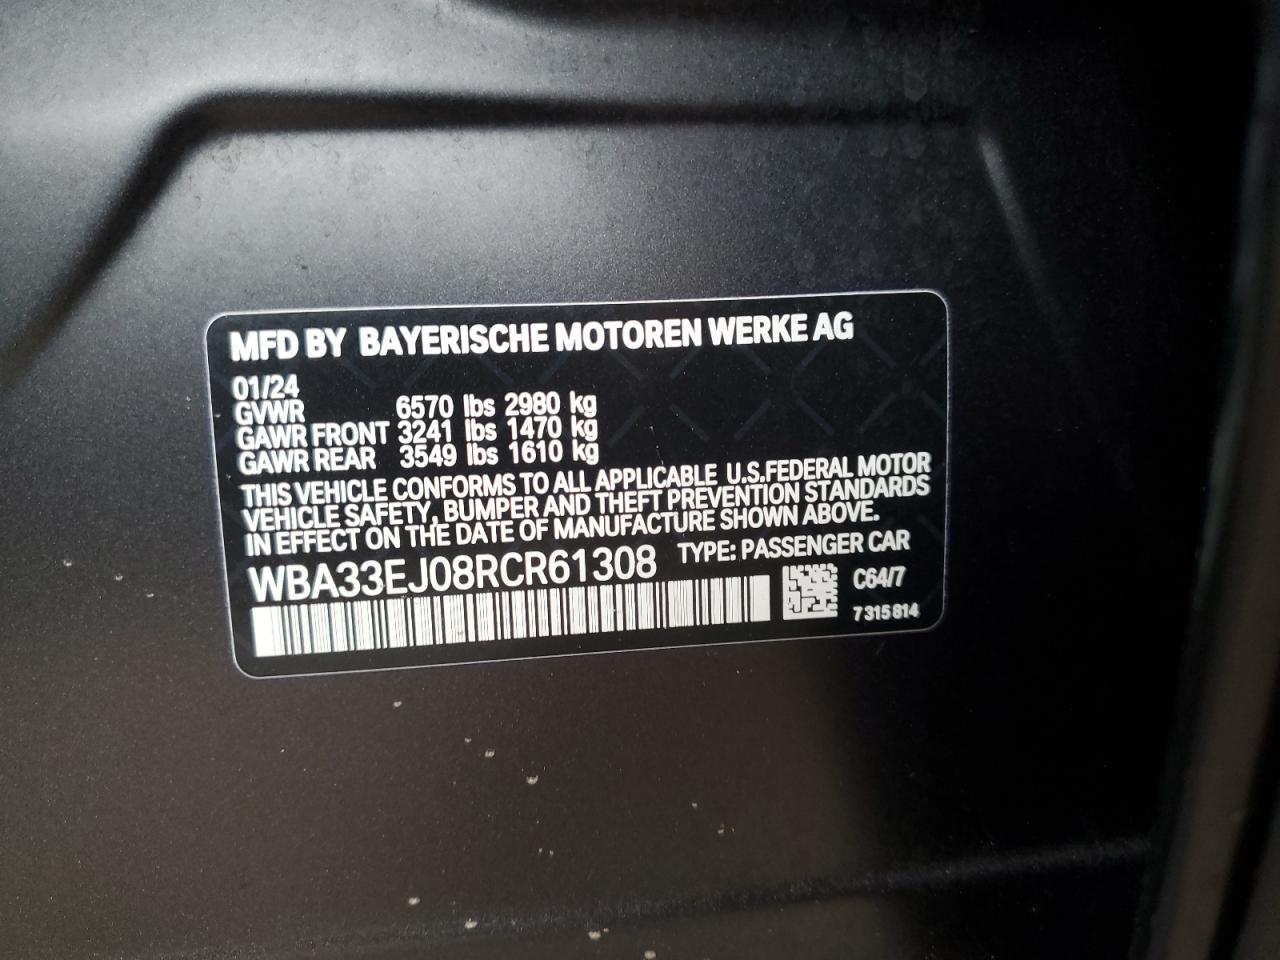 MFD BY BAYERISCHE MOTOREN WERKE AG
01/24
GVWR 6570 lbs 2980 kg
GAWR FRONT 3241 lbs 1470 kg
GAWR REAR 3549 lbs 1610 kg
THIS VEHICLE CONFORMS TO ALL APPLICABLE U.S.FEDERAL MOTOR
VEHICLE SAFETY, BUMPER AND THEFT PREVENTION STANDARDS
IN EFFECT ON THE DATE OF MANUFACTURE SHOWN ABOVE.
WBA33EJ08RCR61308 TYPE: PASSENGER CAR
C64/7
7 315 814